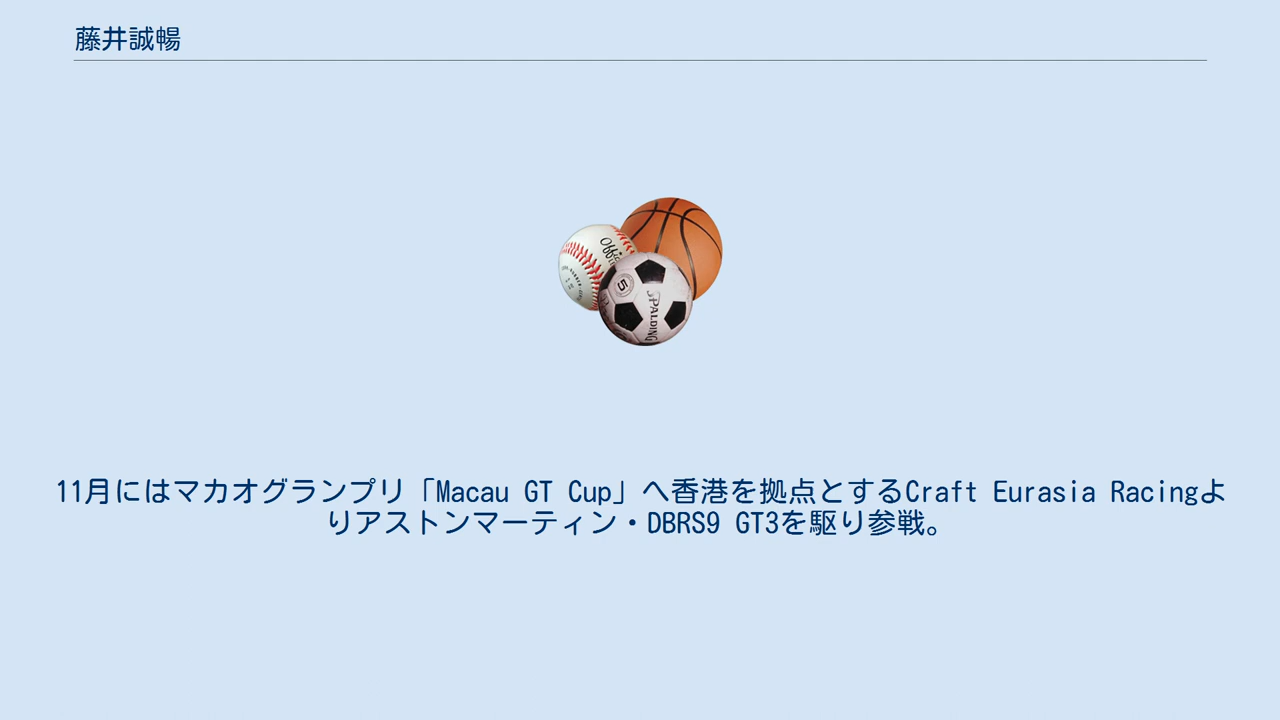 藤井誠暢
Official
5
SPALDING
11月にはマカオグランプリ「Macau GT Cup」へ香港を拠点とするCraft Eurasia Racingよ
りアストンマーティン・DBRS9 GT3を駆り参戦。